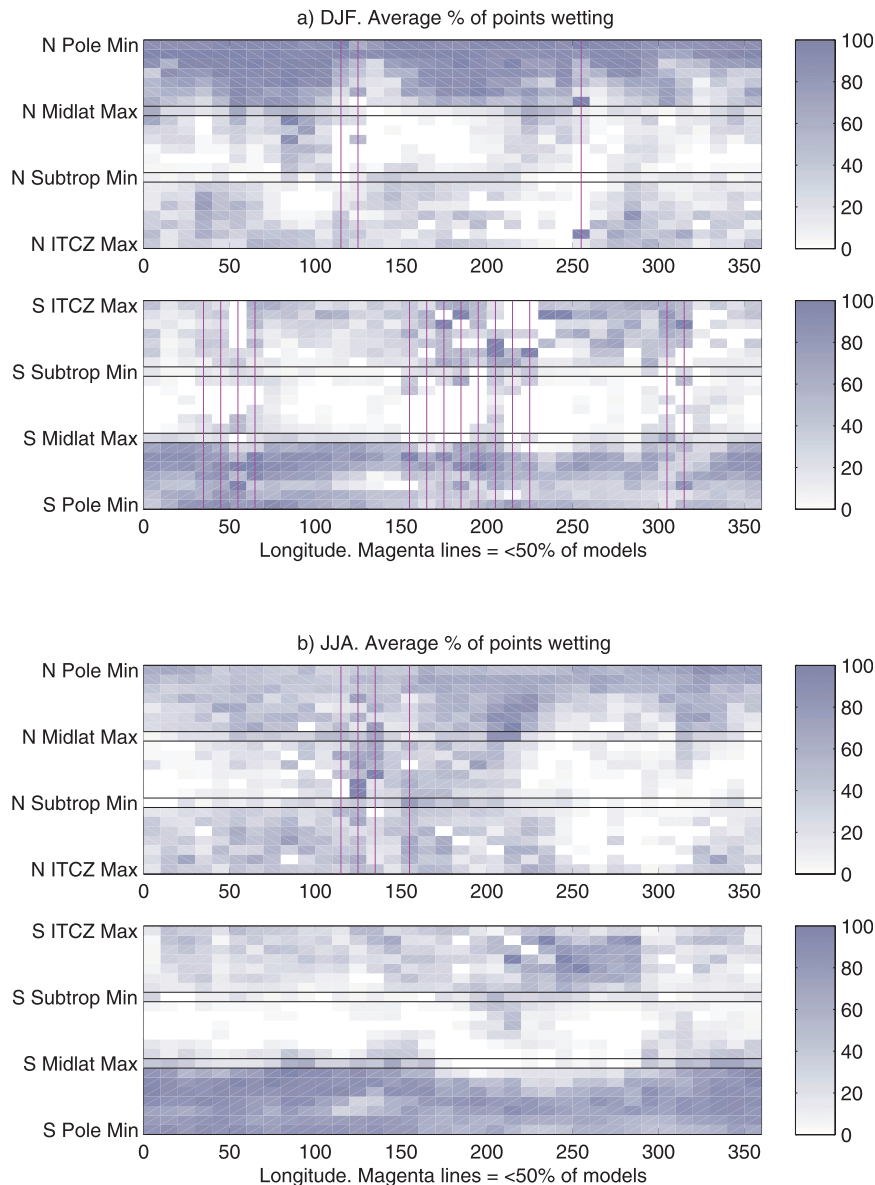 a) DJF. Average % of points wetting
N Pole Min
N Midlat Max
N Subtrop Min
N ITCZ Max
0 50 100 150 200 250 300 350
100
80
60
40
20
0
S ITCZ Max
S Subtrop Min
S Midlat Max
S Pole Min
0 50 100 150 200 250 300 350
Longitude. Magenta lines = <50% of models
100
80
60
40
20
0
b) JJA. Average % of points wetting
N Pole Min
N Midlat Max
N Subtrop Min
N ITCZ Max
0 50 100 150 200 250 300 350
100
80
60
40
20
0
S ITCZ Max
S Subtrop Min
S Midlat Max
S Pole Min
0 50 100 150 200 250 300 350
Longitude. Magenta lines = <50% of models
100
80
60
40
20
0